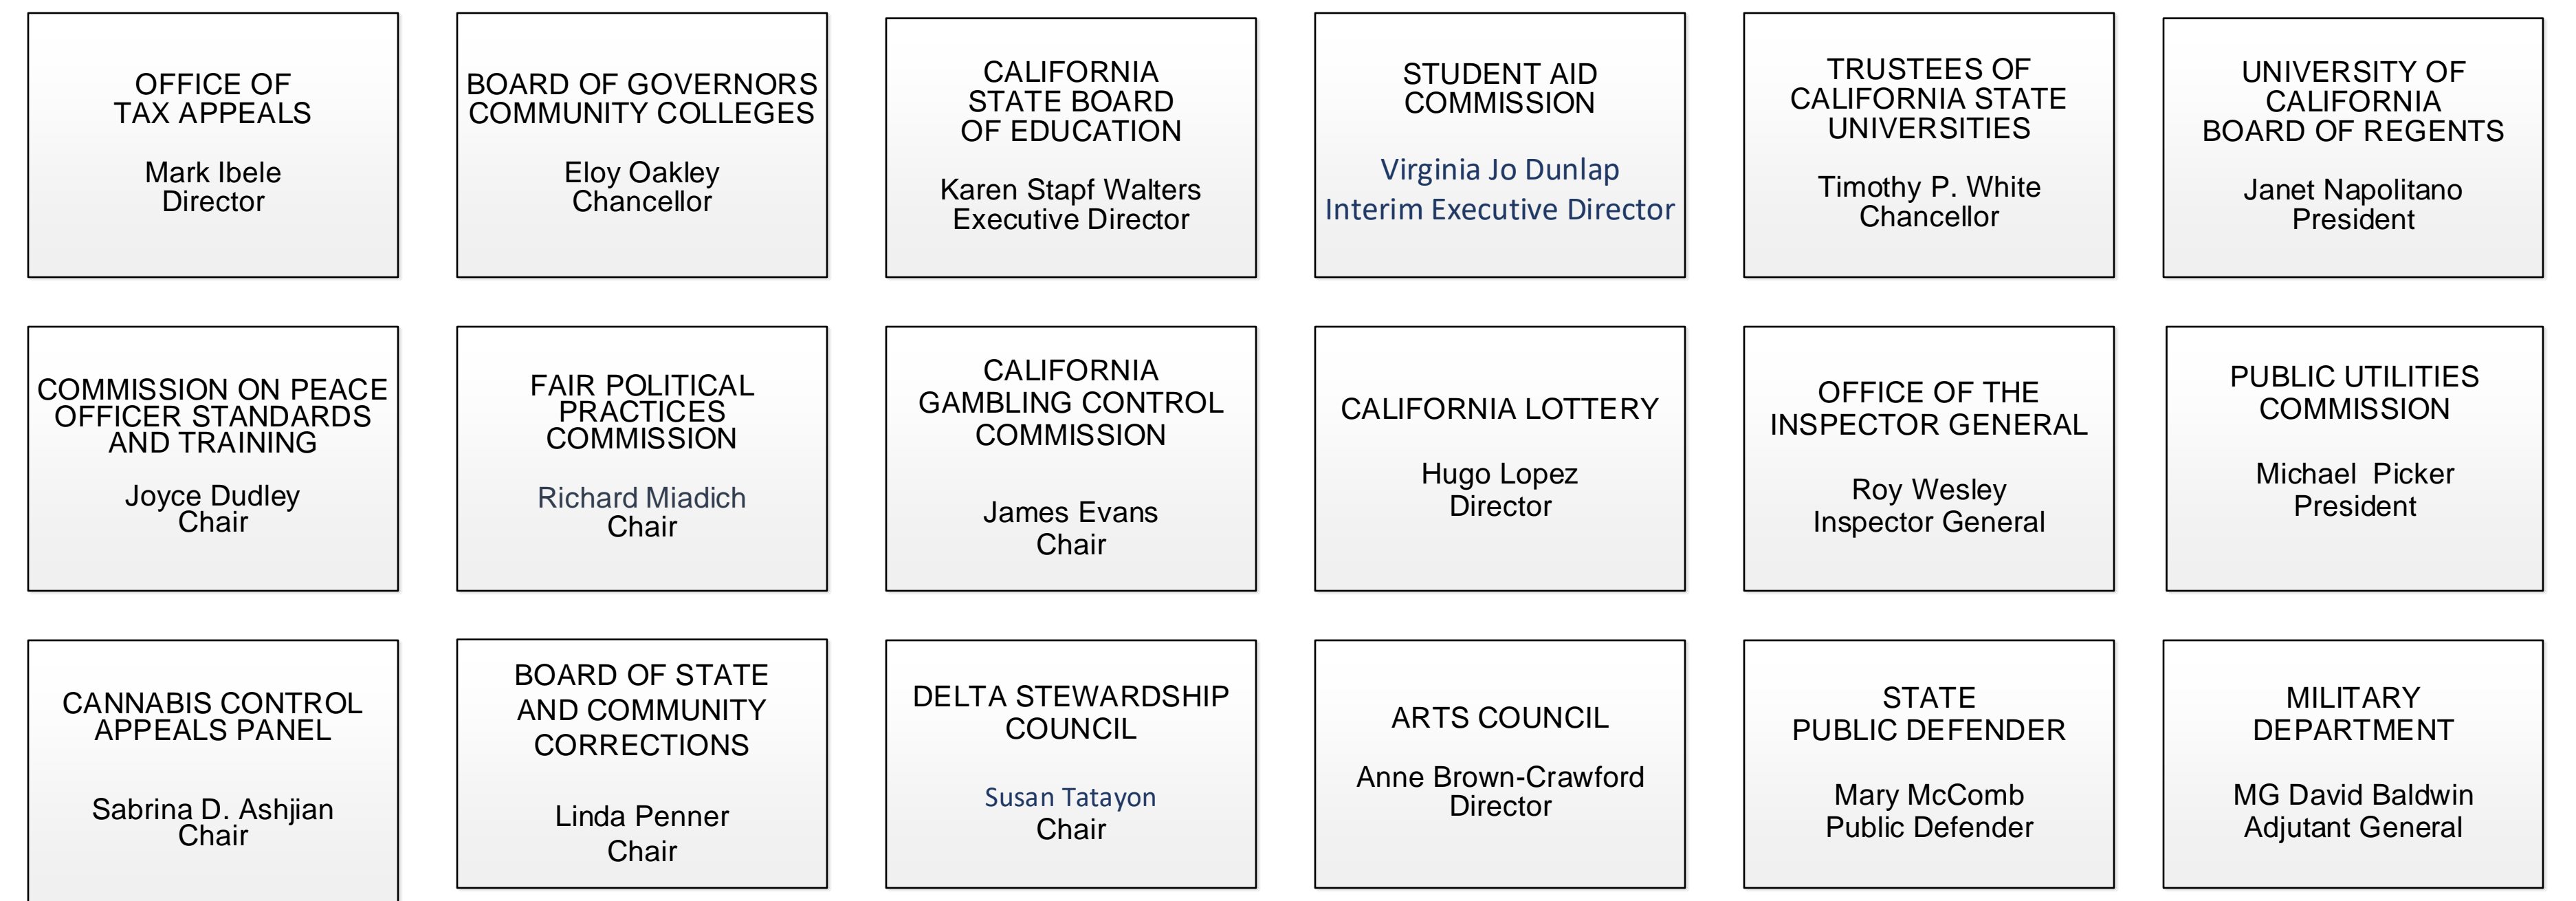 OFFICE OF
TAX APPEALS
Mark Ibele
Director
BOARD OF GOVERNORS
COMMUNITY COLLEGES
Eloy Oakley
Chancellor
CALIFORNIA
STATE BOARD
OF EDUCATION
Karen Stapf Walters
Executive Director
STUDENT AID
COMMISSION
Virginia Jo Dunlap
Interim Executive Director
TRUSTEES OF
CALIFORNIA STATE
UNIVERSITIES
Timothy P. White
Chancellor
UNIVERSITY OF
CALIFORNIA
BOARD OF REGENTS
Janet Napolitano
President
COMMISSION ON PEACE
OFFICER STANDARDS
AND TRAINING
Joyce Dudley
Chair
FAIR POLITICAL
PRACTICES
COMMISSION
Richard Miadich
Chair
CALIFORNIA
GAMBLING CONTROL
COMMISSION
James Evans
Chair
CALIFORNIA LOTTERY
Hugo Lopez
Director
OFFICE OF THE
INSPECTOR GENERAL
Roy Wesley
Inspector General
PUBLIC UTILITIES
COMMISSION
Michael  Picker
President
CANNABIS CONTROL
APPEALS PANEL
Sabrina D. Ashjian
Chair
BOARD OF STATE
AND COMMUNITY
CORRECTIONS
Linda Penner
Chair
DELTA STEWARDSHIP
COUNCIL
Susan Tatayon
Chair
ARTS COUNCIL
Anne Brown-Crawford
Director
STATE
PUBLIC DEFENDER
Mary McComb
Public Defender
MILITARY
DEPARTMENT
MG David Baldwin
Adjutant General